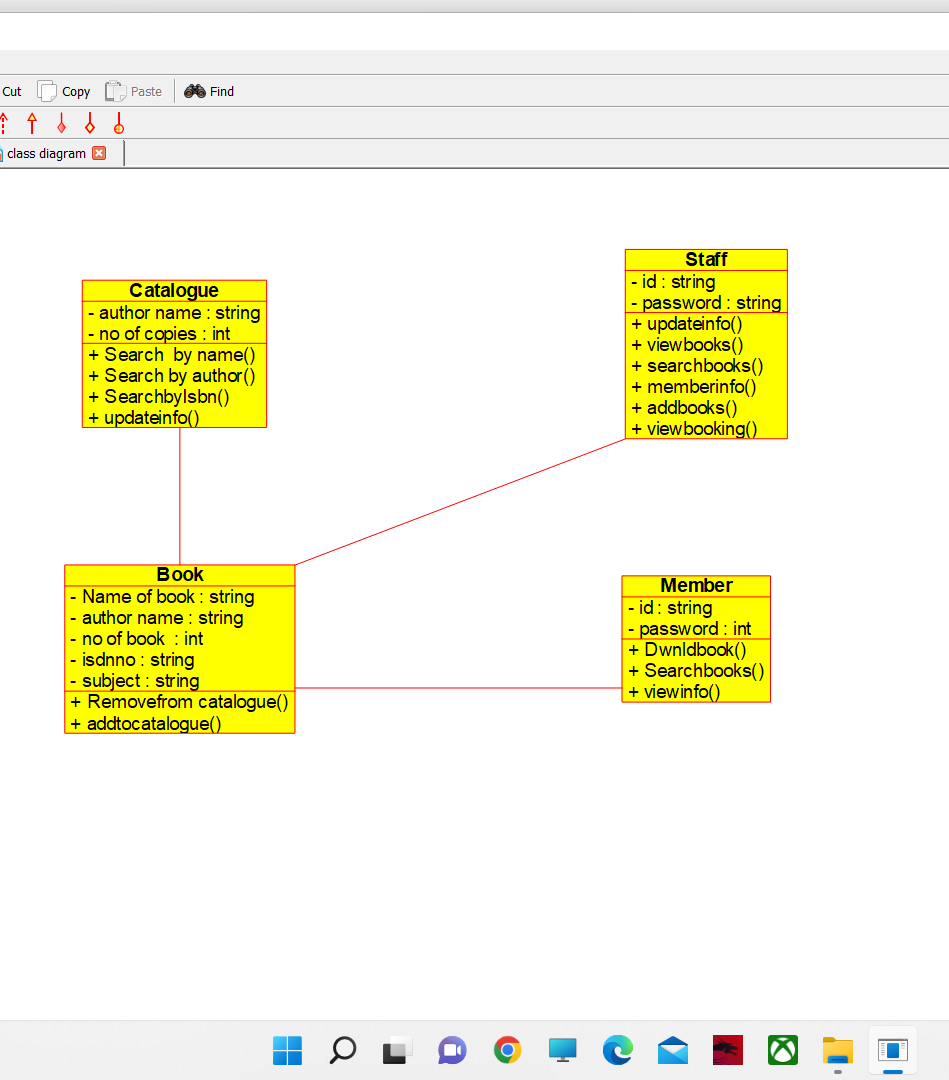 Cut Copy Paste Find
class diagram
Catalogue
- author name : string
- no of copies : int
+ Search  by name()
+ Search by author()
+ SearchbyIsbn()
+ updateinfo()
Staff
- id : string
- password : string
+ updateinfo()
+ viewbooks()
+ searchbooks()
+ memberinfo()
+ addbooks()
+ viewbooking()
Book
- Name of book : string
- author name : string
- no of book  : int
- isdnno : string
- subject : string
+ Removefrom catalogue()
+ addtocatalogue()
Member
- id : string
- password : int
+ Dwnldbook()
+ Searchbooks()
+ viewinfo()